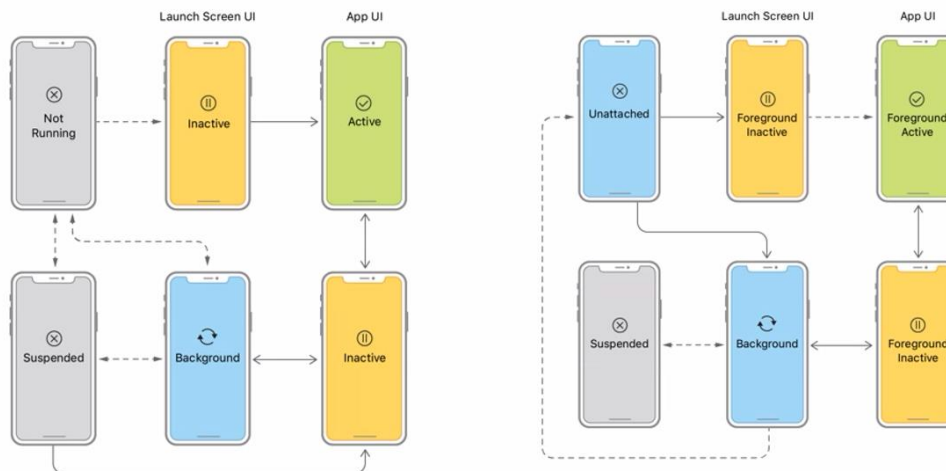 Launch Screen UI
App UI
Not
Running
Inactive
Active
Suspended
Background
Inactive
Launch Screen UI
App UI
Unattached
Foreground
Inactive
Foreground
Active
Suspended
Background
Foreground
Inactive